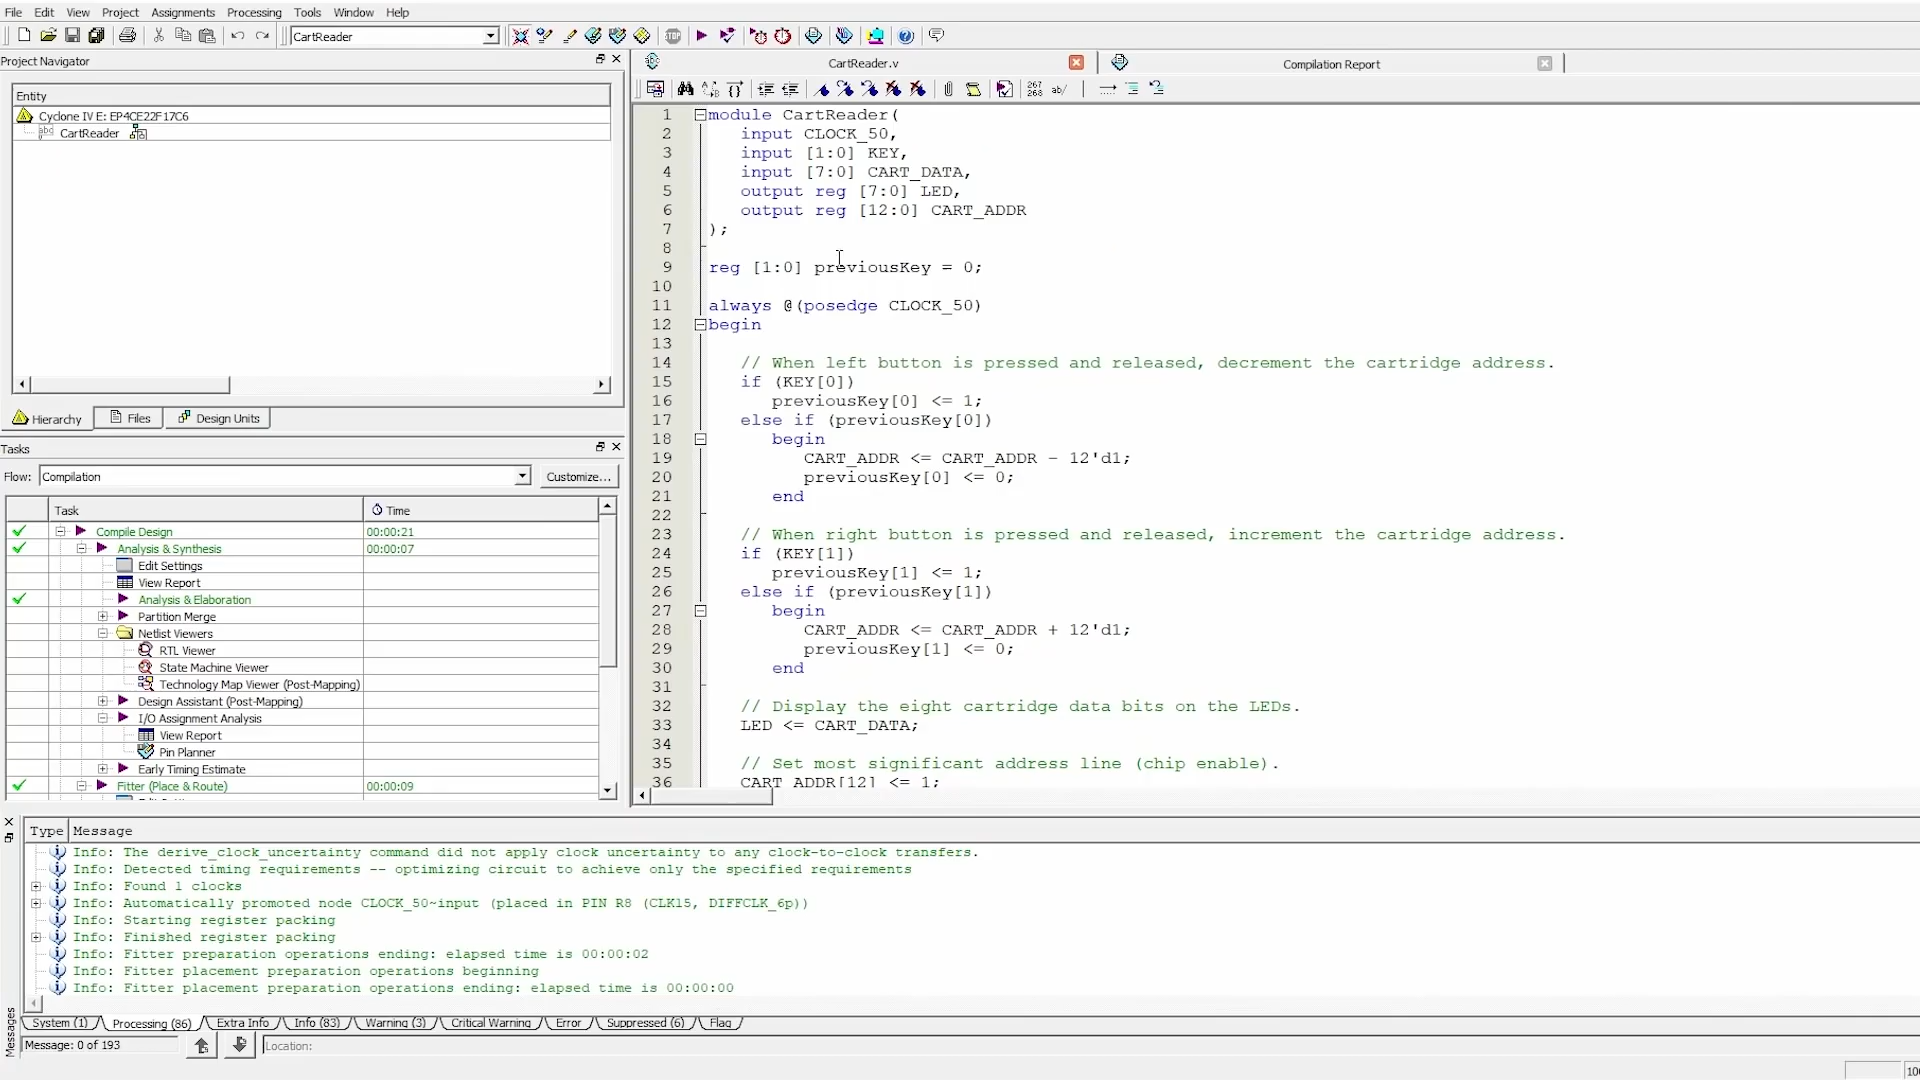 File Edit View Project Assignments Processing Tools Window Help
CartReader
STOP
Project Navigator
Entity
Cyclone IV E: EP4CE22F17C6
abc CartReader
Hierarchy Files Design Units
Tasks
Flow: Compilation Customize...
Task Time
Compile Design 00:00:21
Analysis & Synthesis 00:00:07
Edit Settings
View Report
Analysis & Elaboration
Partition Merge
Netlist Viewers
RTL Viewer
State Machine Viewer
Technology Map Viewer (Post-Mapping)
Design Assistant (Post-Mapping)
I/O Assignment Analysis
View Report
Pin Planner
Early Timing Estimate
Fitter (Place & Route) 00:00:09
CartReader.v Compilation Report
267
268 ab/
1 module CartReader(
2 input CLOCK_50,
3 input [1:0] KEY,
4 input [7:0] CART_DATA,
5 output reg [7:0] LED,
6 output reg [12:0] CART_ADDR
7 );
8
9 reg [1:0] previousKey = 0;
10
11 always @(posedge CLOCK_50)
12 begin
13
14 // When left button is pressed and released, decrement the cartridge address.
15 if (KEY[0])
16 previousKey[0] <= 1;
17 else if (previousKey[0])
18 begin
19 CART_ADDR <= CART_ADDR - 12'd1;
20 previousKey[0] <= 0;
21 end
22
23 // When right button is pressed and released, increment the cartridge address.
24 if (KEY[1])
25 previousKey[1] <= 1;
26 else if (previousKey[1])
27 begin
28 CART_ADDR <= CART_ADDR + 12'd1;
29 previousKey[1] <= 0;
30 end
31
32 // Display the eight cartridge data bits on the LEDs.
33 LED <= CART_DATA;
34
35 // Set most significant address line (chip enable).
36 CART_ADDR[12] <= 1;
Type Message
Info: The derive_clock_uncertainty command did not apply clock uncertainty to any clock-to-clock transfers.
Info: Detected timing requirements -- optimizing circuit to achieve only the specified requirements
Info: Found 1 clocks
Info: Automatically promoted node CLOCK_50~input (placed in PIN R8 (CLK15, DIFFCLK_6p))
Info: Starting register packing
Info: Finished register packing
Info: Fitter preparation operations ending: elapsed time is 00:00:02
Info: Fitter placement preparation operations beginning
Info: Fitter placement preparation operations ending: elapsed time is 00:00:00
System (1) Processing (86) Extra Info Info (83) Warning (3) Critical Warning Error Suppressed (6) Flag
Messages
Message: 0 of 193 Location: